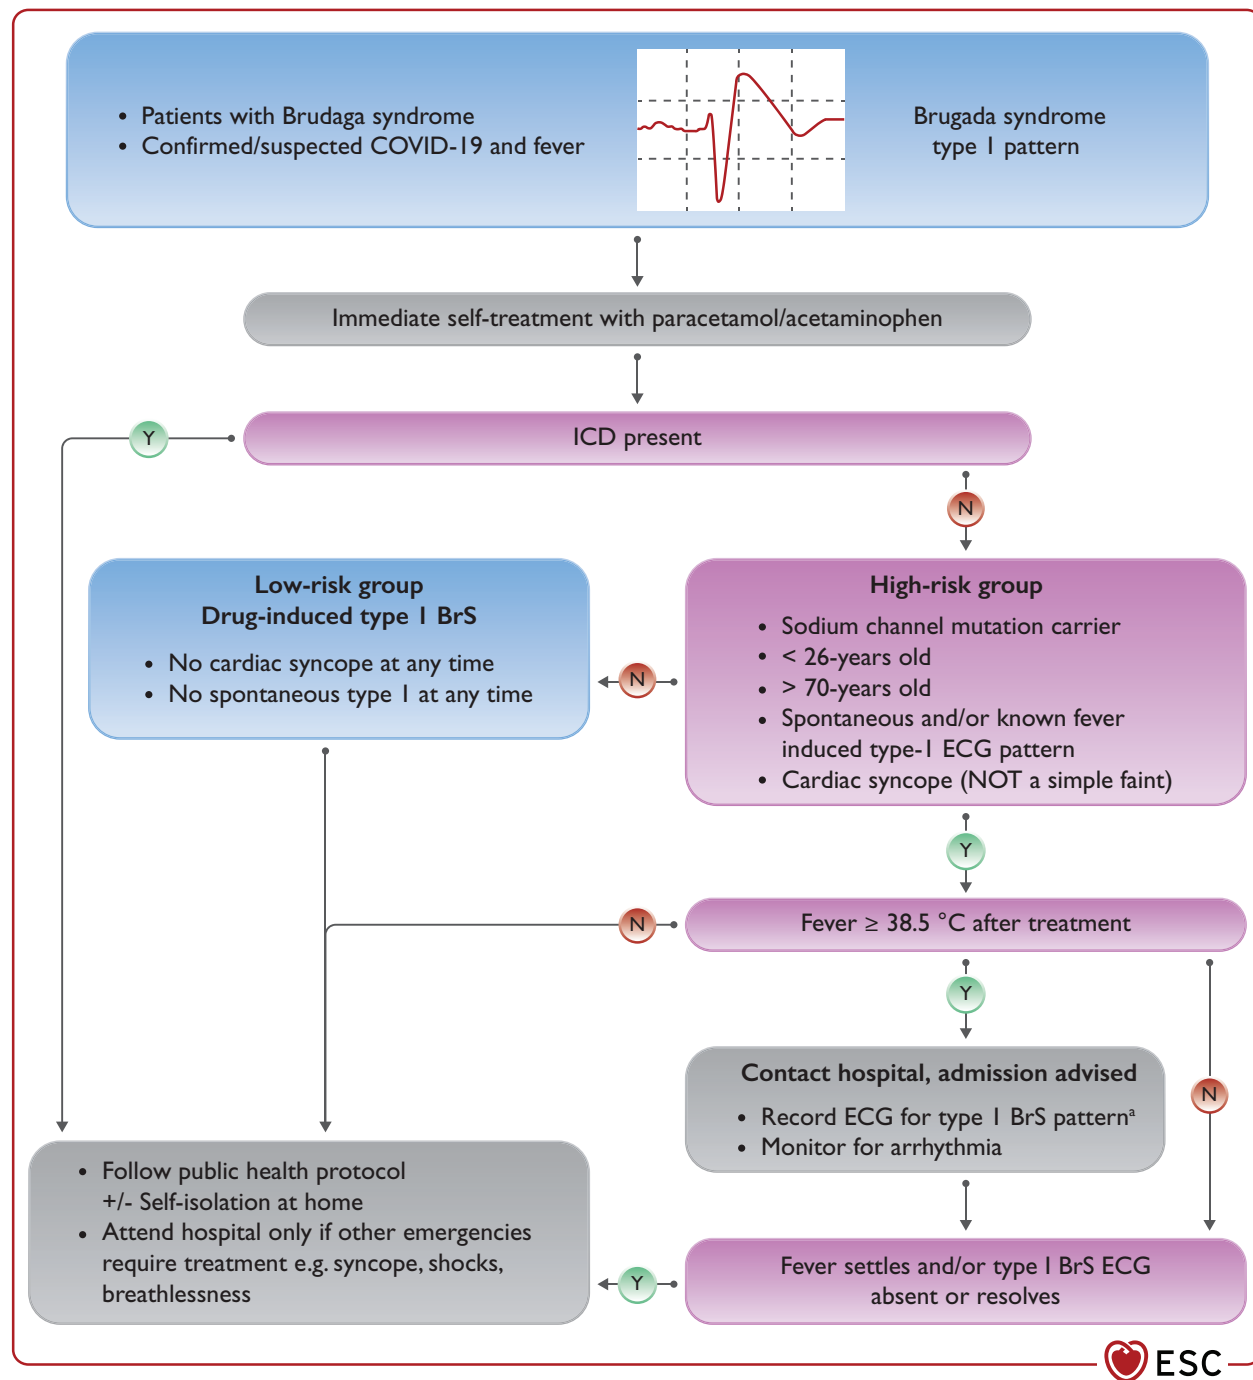 • Patients with Brudaga syndrome
• Confirmed/suspected COVID-19 and fever
Brugada syndrome
type 1 pattern
Immediate self-treatment with paracetamol/acetaminophen
Y
ICD present
N
Low-risk group
Drug-induced type 1 BrS
• No cardiac syncope at any time
• No spontaneous type 1 at any time
N
High-risk group
• Sodium channel mutation carrier
• < 26-years old
• > 70-years old
• Spontaneous and/or known fever
induced type-1 ECG pattern
• Cardiac syncope (NOT a simple faint)
Y
N
Fever ≥ 38.5 °C after treatment
Y
N
Contact hospital, admission advised
• Record ECG for type 1 BrS patternᵃ
• Monitor for arrhythmia
• Follow public health protocol
+/- Self-isolation at home
• Attend hospital only if other emergencies
require treatment e.g. syncope, shocks,
breathlessness
Y
Fever settles and/or type 1 BrS ECG
absent or resolves
ESC